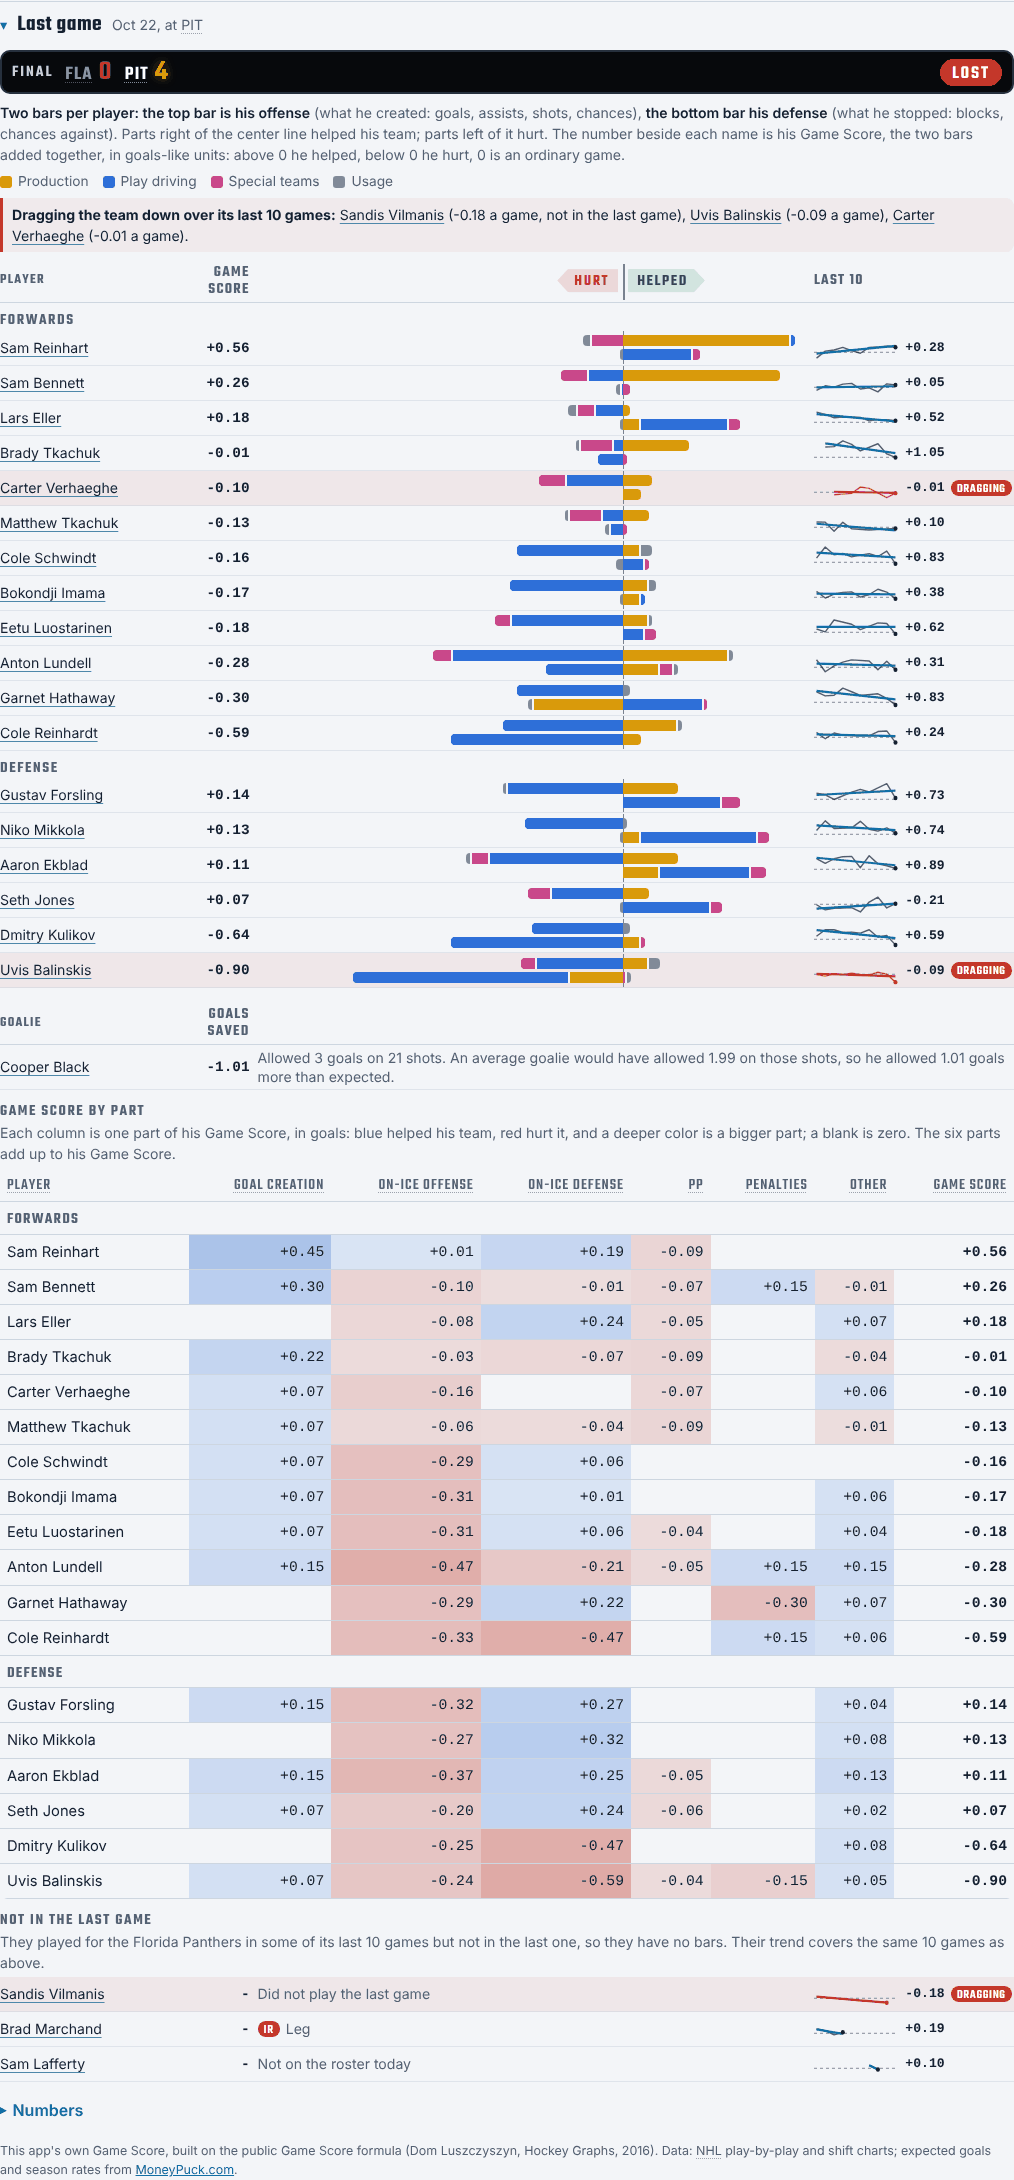 ▾ Last game Oct 22, at PIT
FINAL FLA 0 PIT 4 LOST
Two bars per player: the top bar is his offense (what he created: goals, assists, shots, chances), the bottom bar his defense (what he stopped: blocks,
chances against). Parts right of the center line helped his team; parts left of it hurt. The number beside each name is his Game Score, the two bars
added together, in goals-like units: above 0 he helped, below 0 he hurt, 0 is an ordinary game.
Production Play driving Special teams Usage
Dragging the team down over its last 10 games: Sandis Vilmanis (-0.18 a game, not in the last game), Uvis Balinskis (-0.09 a game), Carter
Verhaeghe (-0.01 a game).
PLAYER GAME SCORE HURT HELPED LAST 10
FORWARDS
Sam Reinhart +0.56 +0.28
Sam Bennett +0.26 +0.05
Lars Eller +0.18 +0.52
Brady Tkachuk -0.01 +1.05
Carter Verhaeghe -0.10 -0.01 DRAGGING
Matthew Tkachuk -0.13 +0.10
Cole Schwindt -0.16 +0.83
Bokondji Imama -0.17 +0.38
Eetu Luostarinen -0.18 +0.62
Anton Lundell -0.28 +0.31
Garnet Hathaway -0.30 +0.83
Cole Reinhardt -0.59 +0.24
DEFENSE
Gustav Forsling +0.14 +0.73
Niko Mikkola +0.13 +0.74
Aaron Ekblad +0.11 +0.89
Seth Jones +0.07 -0.21
Dmitry Kulikov -0.64 +0.59
Uvis Balinskis -0.90 -0.09 DRAGGING
GOALIE GOALS SAVED
Cooper Black -1.01 Allowed 3 goals on 21 shots. An average goalie would have allowed 1.99 on those shots, so he allowed 1.01 goals
more than expected.
GAME SCORE BY PART
Each column is one part of his Game Score, in goals: blue helped his team, red hurt it, and a deeper color is a bigger part; a blank is zero. The six parts
add up to his Game Score.
PLAYER GOAL CREATION ON-ICE OFFENSE ON-ICE DEFENSE PP PENALTIES OTHER GAME SCORE
FORWARDS
Sam Reinhart +0.45 +0.01 +0.19 -0.09 +0.56
Sam Bennett +0.30 -0.10 -0.01 -0.07 +0.15 -0.01 +0.26
Lars Eller -0.08 +0.24 -0.05 +0.07 +0.18
Brady Tkachuk +0.22 -0.03 -0.07 -0.09 -0.04 -0.01
Carter Verhaeghe +0.07 -0.16 -0.07 +0.06 -0.10
Matthew Tkachuk +0.07 -0.06 -0.04 -0.09 -0.01 -0.13
Cole Schwindt +0.07 -0.29 +0.06 -0.16
Bokondji Imama +0.07 -0.31 +0.01 +0.06 -0.17
Eetu Luostarinen +0.07 -0.31 +0.06 -0.04 +0.04 -0.18
Anton Lundell +0.15 -0.47 -0.21 -0.05 +0.15 +0.15 -0.28
Garnet Hathaway -0.29 +0.22 -0.30 +0.07 -0.30
Cole Reinhardt -0.33 -0.47 +0.15 +0.06 -0.59
DEFENSE
Gustav Forsling +0.15 -0.32 +0.27 +0.04 +0.14
Niko Mikkola -0.27 +0.32 +0.08 +0.13
Aaron Ekblad +0.15 -0.37 +0.25 -0.05 +0.13 +0.11
Seth Jones +0.07 -0.20 +0.24 -0.06 +0.02 +0.07
Dmitry Kulikov -0.25 -0.47 +0.08 -0.64
Uvis Balinskis +0.07 -0.24 -0.59 -0.04 -0.15 +0.05 -0.90
NOT IN THE LAST GAME
They played for the Florida Panthers in some of its last 10 games but not in the last one, so they have no bars. Their trend covers the same 10 games as
above.
Sandis Vilmanis - Did not play the last game -0.18 DRAGGING
Brad Marchand - IR Leg +0.19
Sam Lafferty - Not on the roster today +0.10
▸ Numbers
This app's own Game Score, built on the public Game Score formula (Dom Luszczyszyn, Hockey Graphs, 2016). Data: NHL play-by-play and shift charts; expected goals
and season rates from MoneyPuck.com.